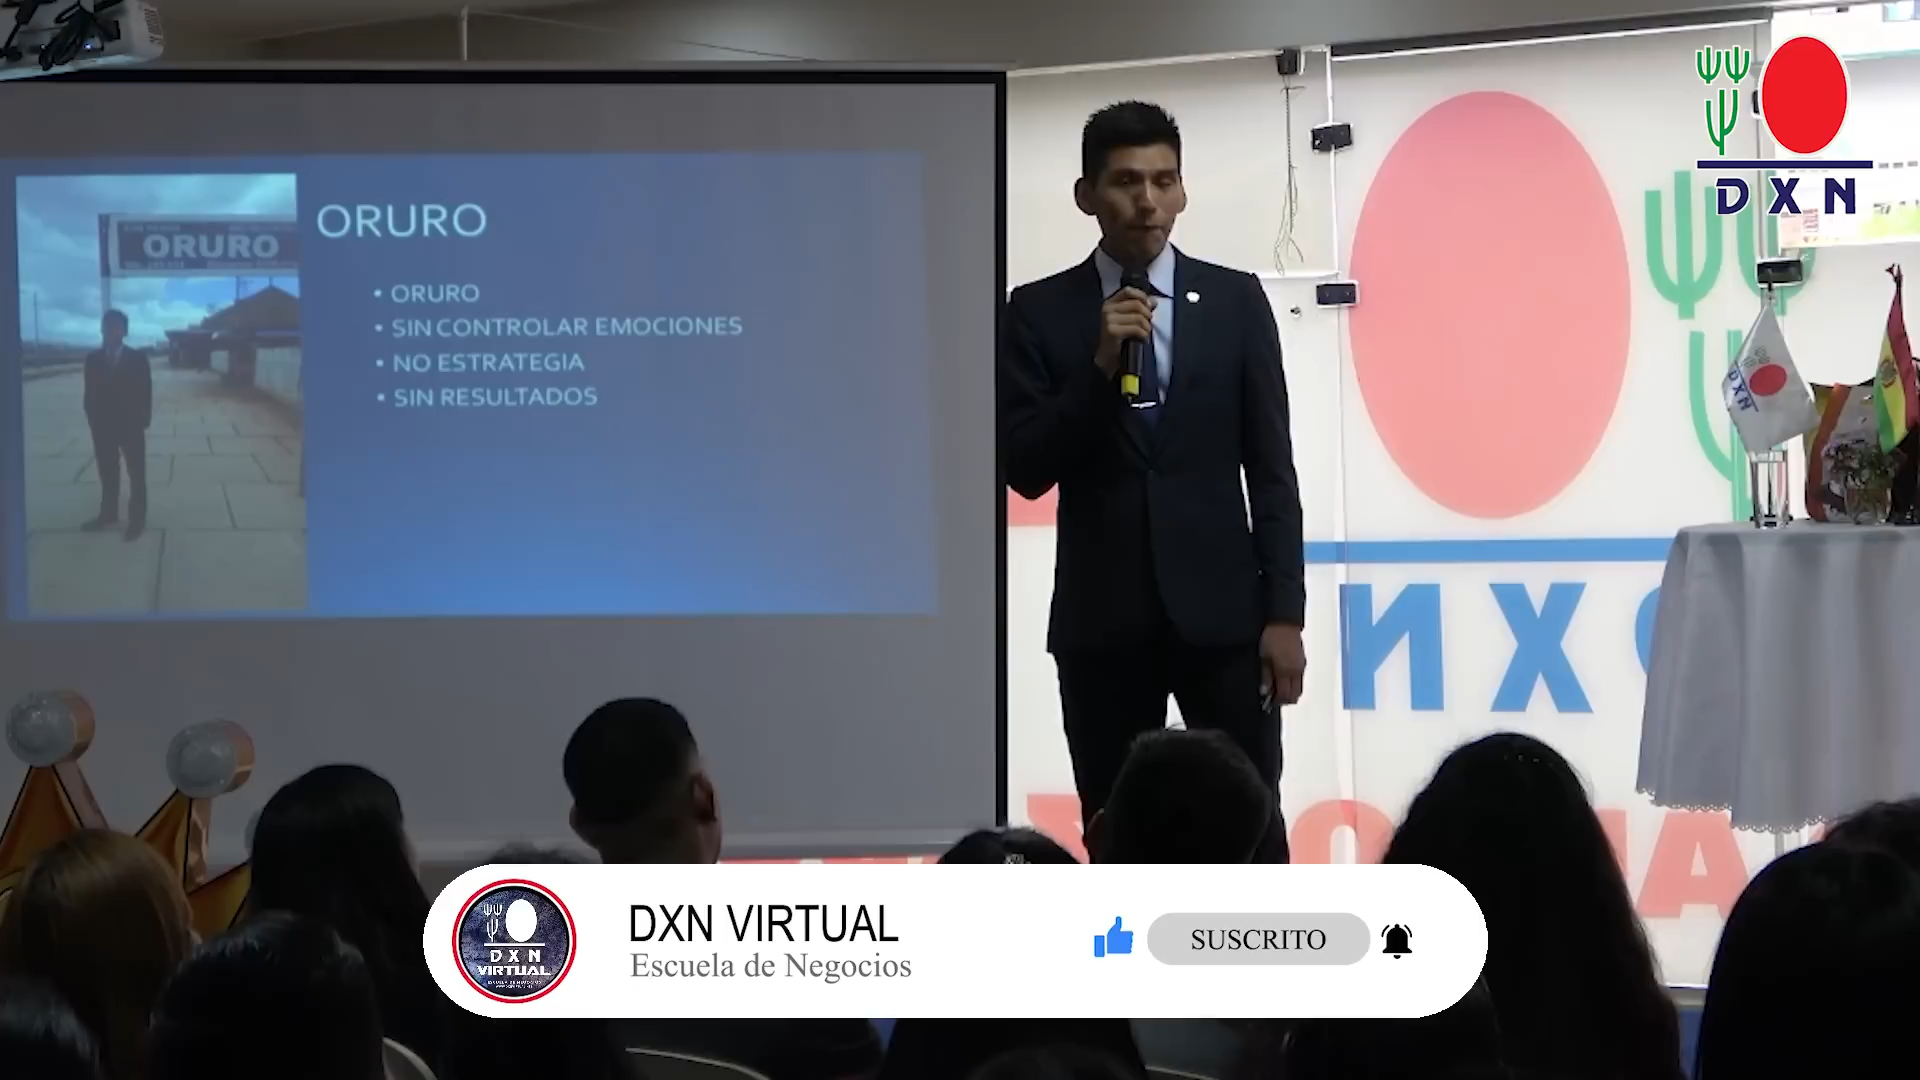 DXN
ORURO
ORURO
• ORURO
• SIN CONTROLAR EMOCIONES
• NO ESTRATEGIA
• SIN RESULTADOS
DXN
DXN
DXN
VIRTUAL
DXN VIRTUAL
Escuela de Negocios
SUSCRITO